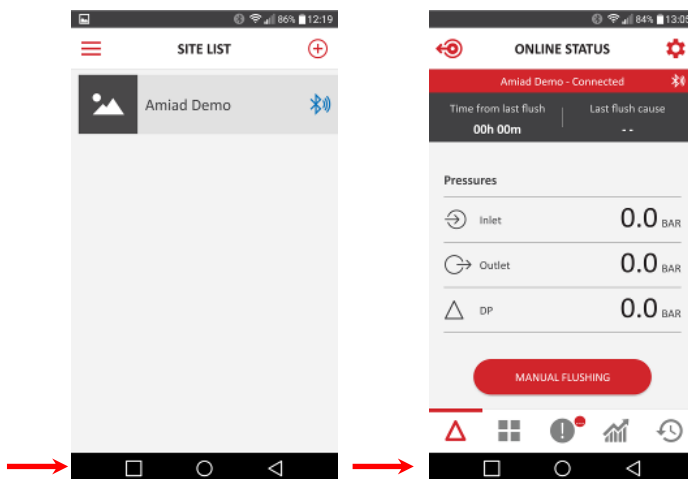 86% 12:19
SITE LIST
Amiad Demo
84% 13:05
ONLINE STATUS
Amiad Demo - Connected
Time from last flush
00h 00m
Last flush cause
- -
Pressures
Inlet
0.0 BAR
Outlet
0.0 BAR
DP
0.0 BAR
MANUAL FLUSHING